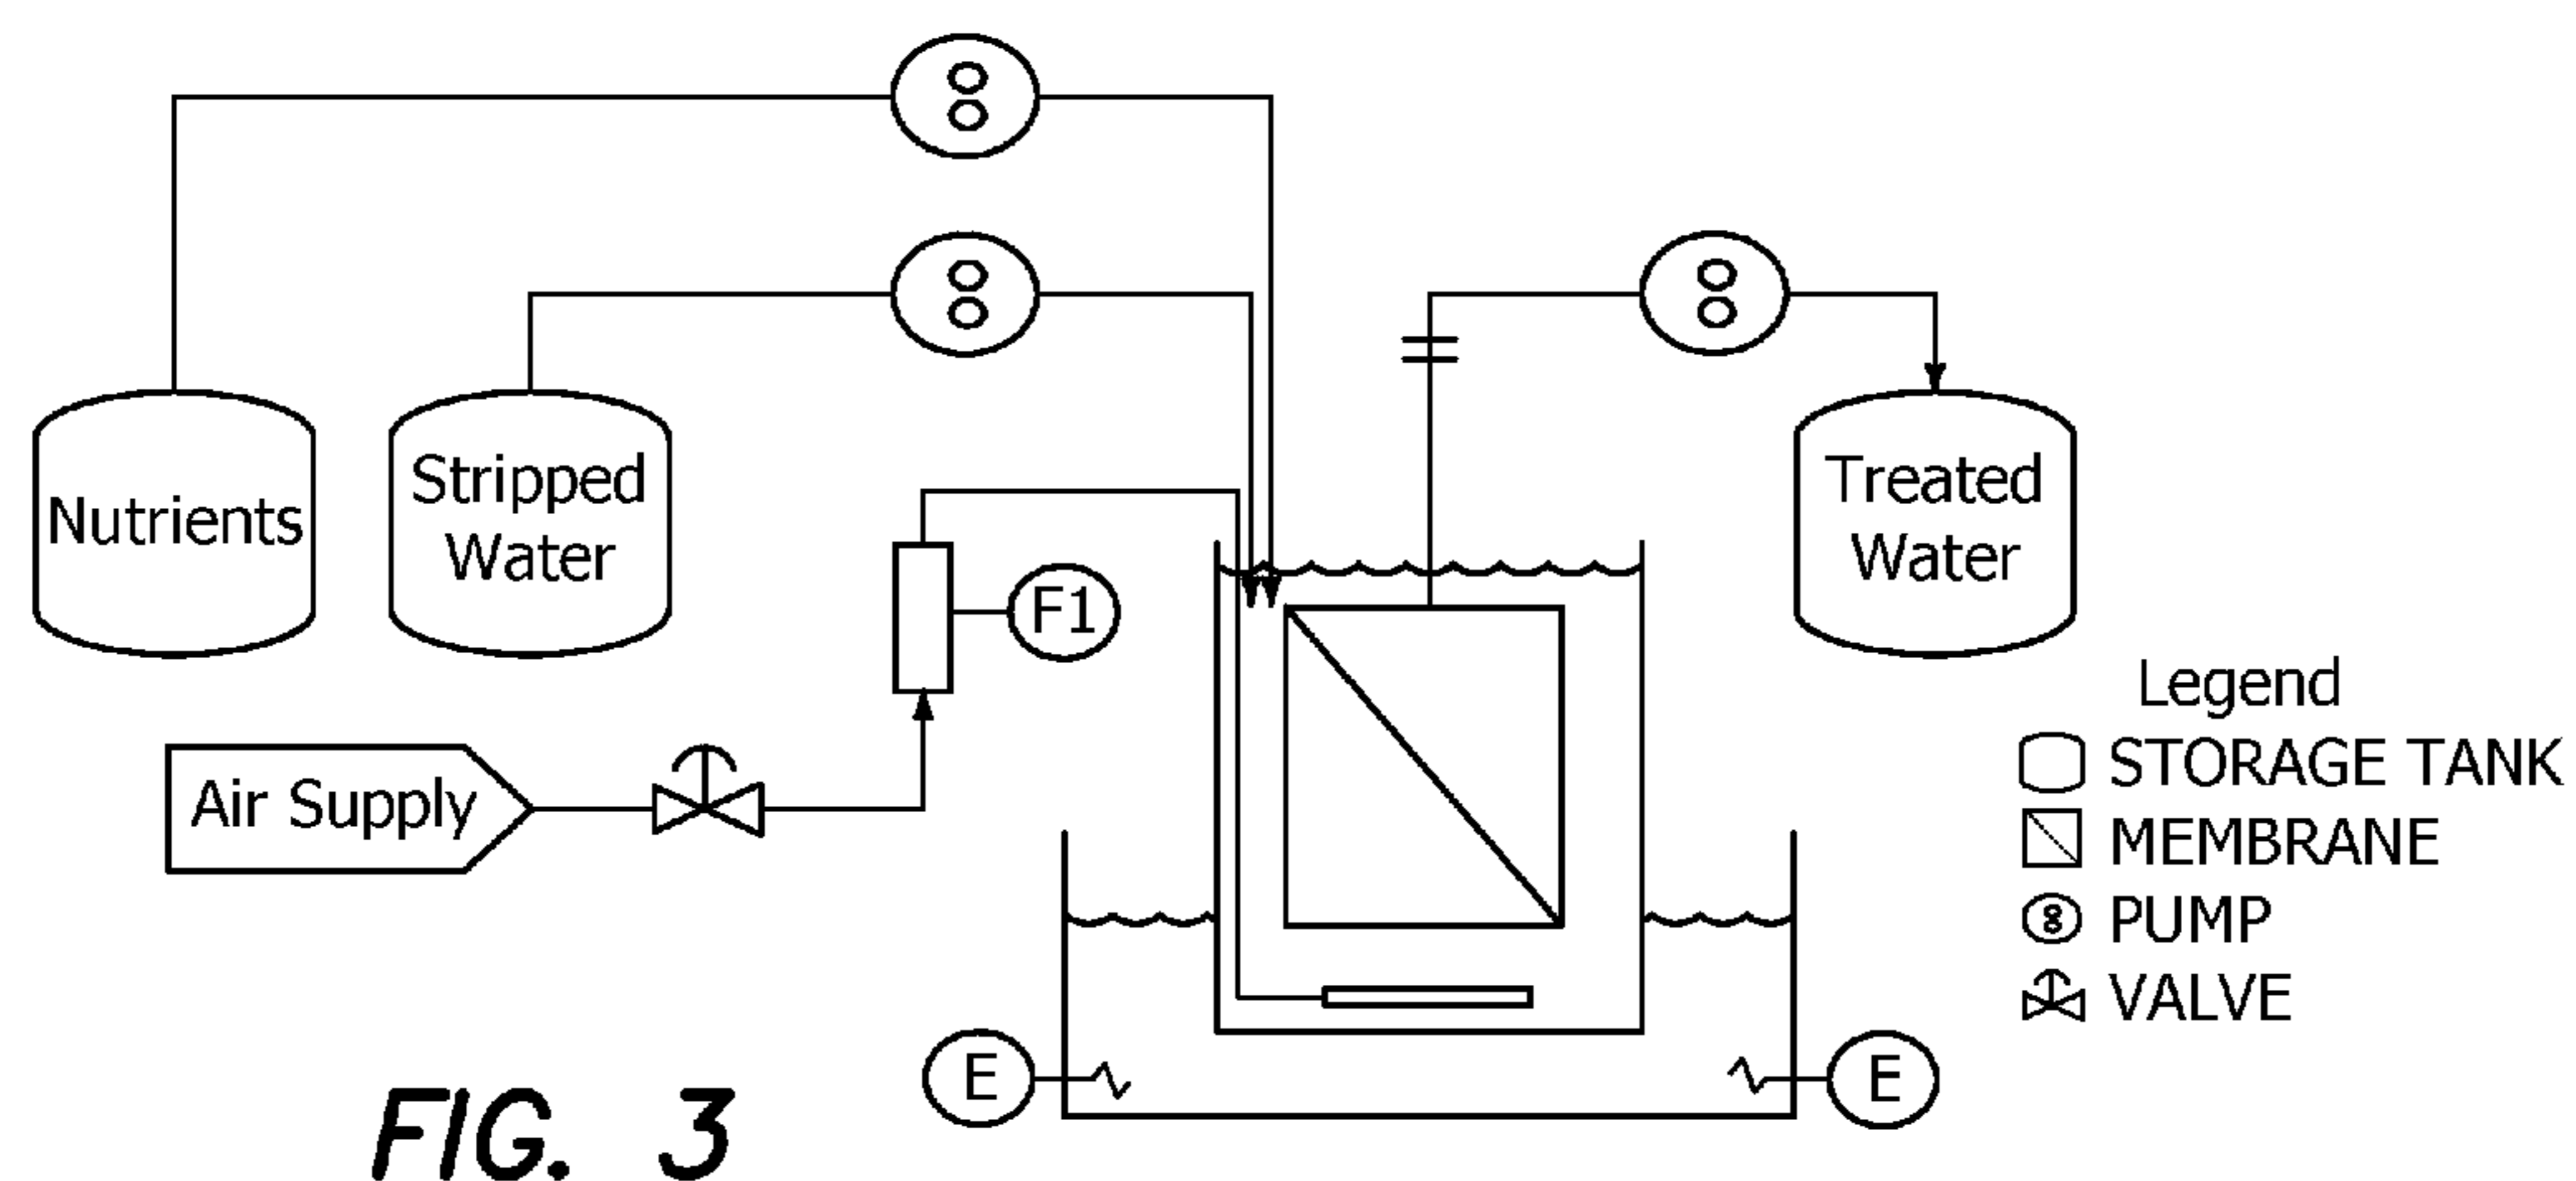 Nutrients
Stripped
Water
Treated
Water
F1
Air Supply
E
E
Legend
STORAGE TANK
MEMBRANE
PUMP
VALVE
FIG. 3